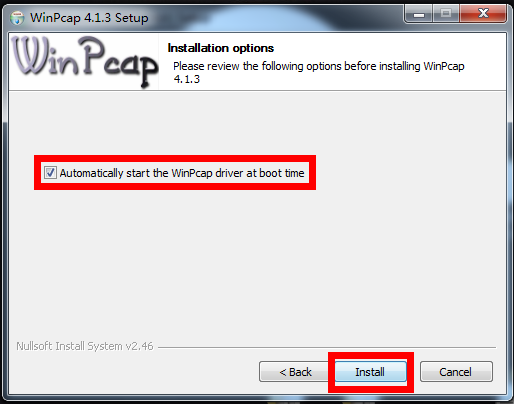 WinPcap 4.1.3 Setup
WinPcap
Installation options
Please review the following options before installing WinPcap
4.1.3
Automatically start the WinPcap driver at boot time
Nullsoft Install System v2.46
< Back
Install
Cancel